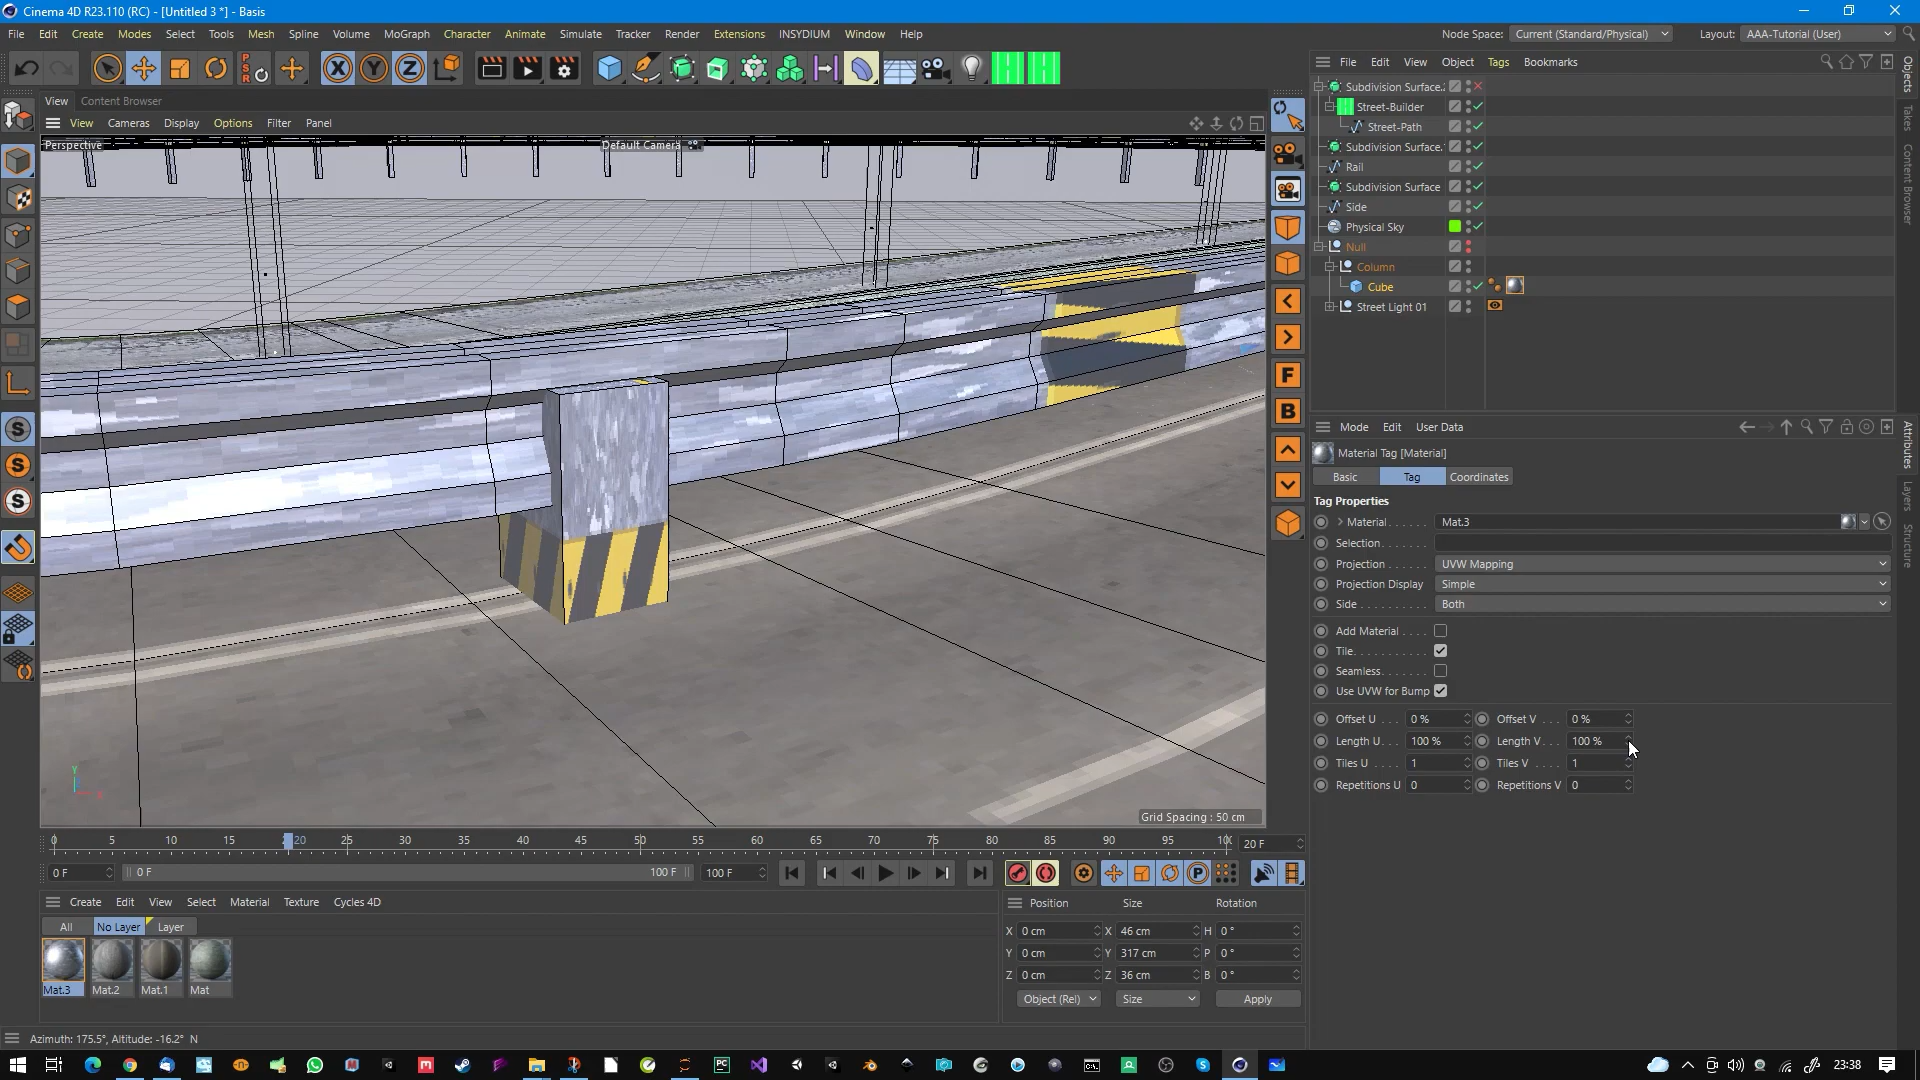 Cinema 4D R23.110 (RC) - [Untitled 3 *] - Basis
File Edit Create Modes Select Tools Mesh Spline Volume MoGraph Character Animate Simulate Tracker Render Extensions INSYDIUM Window Help
Node Space: Current (Standard/Physical) Layout: AAA-Tutorial (User)
PSR X Y Z
File Edit View Object Tags Bookmarks
View Content Browser
View Cameras Display Options Filter Panel
Perspective
Default Camera
Subdivision Surface.2
Street-Builder
Street-Path
Subdivision Surface.
Rail
Subdivision Surface
Side
Physical Sky
Null
Column
Cube
Street Light 01
Objects
Takes
Content Browser
F
B
S
S
S
Mode Edit User Data
Material Tag [Material]
Basic Tag Coordinates
Tag Properties
Material . . . . . . Mat.3
Selection . . . . . .
Projection . . . . . . UVW Mapping
Projection Display Simple
Side . . . . . . . . . . Both
Add Material . . . .
Tile. . . . . . . . . . .
Seamless. . . . . . .
Use UVW for Bump
Offset U . . . 0 % Offset V . . . 0 %
Length U. . . 100 % Length V. . . 100 %
Tiles U . . . . 1 Tiles V . . . . 1
Repetitions U 0 Repetitions V 0
Attributes
Layers
Structure
Y
X
Grid Spacing : 50 cm
0 5 10 15 20 25 30 35 40 45 50 55 60 65 70 75 80 85 90 95 10
20 F
0 F 0 F 100 F 100 F
P
Create Edit View Select Material Texture Cycles 4D
All No Layer Layer
Mat.3 Mat.2 Mat.1 Mat
Position Size Rotation
X 0 cm X 46 cm H 0 °
Y 0 cm Y 317 cm P 0 °
Z 0 cm Z 36 cm B 0 °
Object (Rel) Size Apply
Azimuth: 175.5°, Altitude: -16.2° N
23:38